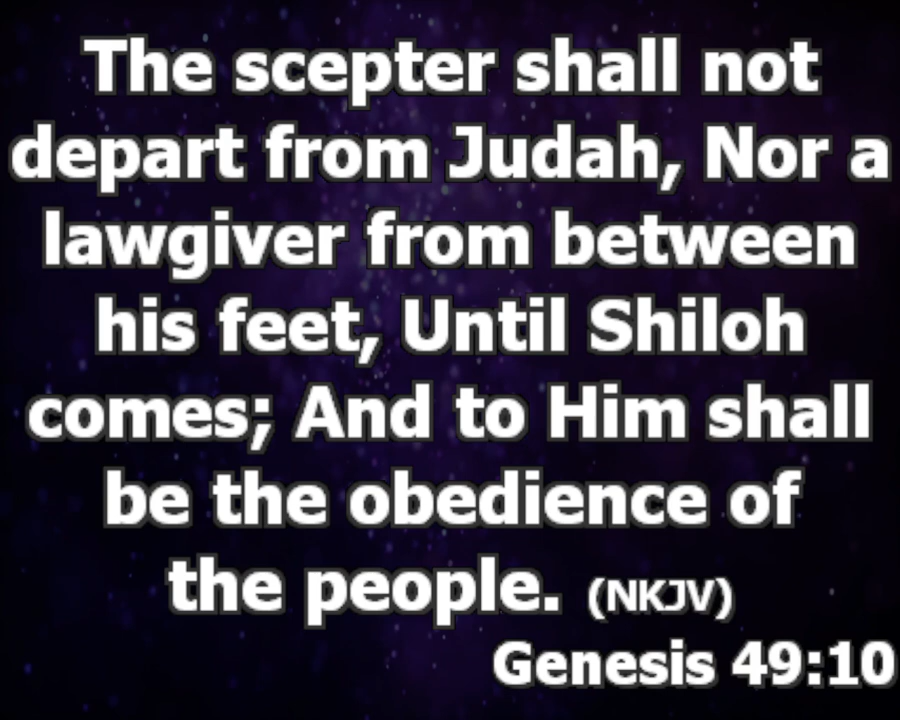 The scepter shall not
depart from Judah, Nor a
lawgiver from between
his feet, Until Shiloh
comes; And to Him shall
be the obedience of
the people. (NKJV)
Genesis 49:10